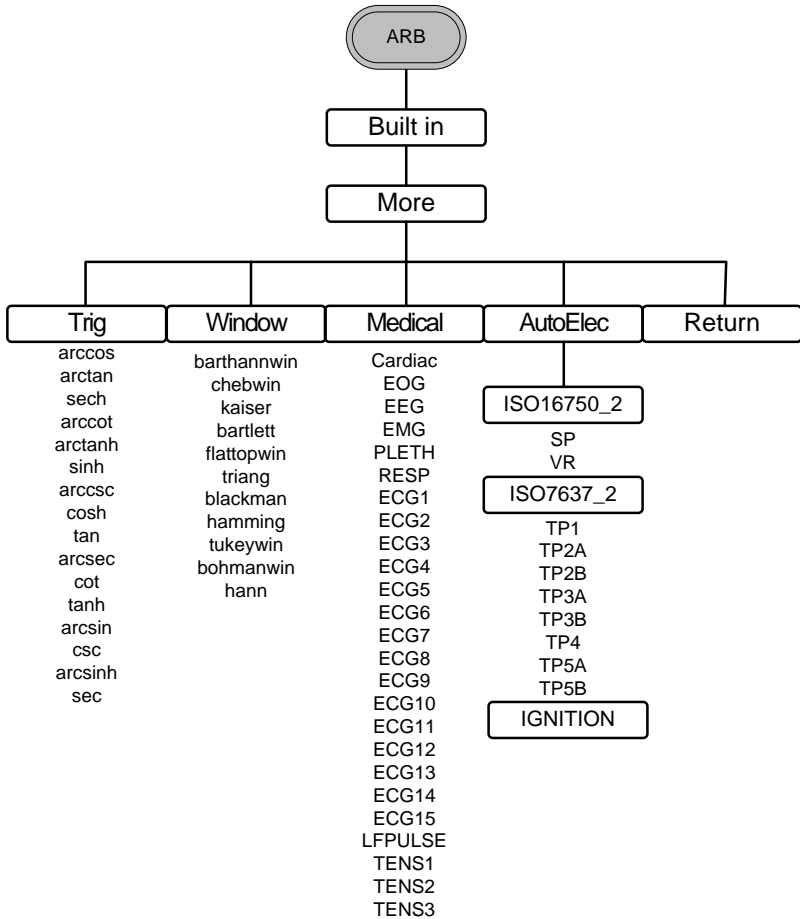 ARB
Built in
More
Trig
arccos
arctan
sech
arccot
arctanh
sinh
arccsc
cosh
tan
arcsec
cot
tanh
arcsin
csc
arcsinh
sec
Window
barthannwin
chebwin
kaiser
bartlett
flattopwin
triang
blackman
hamming
tukeywin
bohmanwin
hann
Medical
Cardiac
EOG
EEG
EMG
PLETH
RESP
ECG1
ECG2
ECG3
ECG4
ECG5
ECG6
ECG7
ECG8
ECG9
ECG10
ECG11
ECG12
ECG13
ECG14
ECG15
LFPULSE
TENS1
TENS2
TENS3
AutoElec
ISO16750_2
SP
VR
ISO7637_2
TP1
TP2A
TP2B
TP3A
TP3B
TP4
TP5A
TP5B
IGNITION
Return